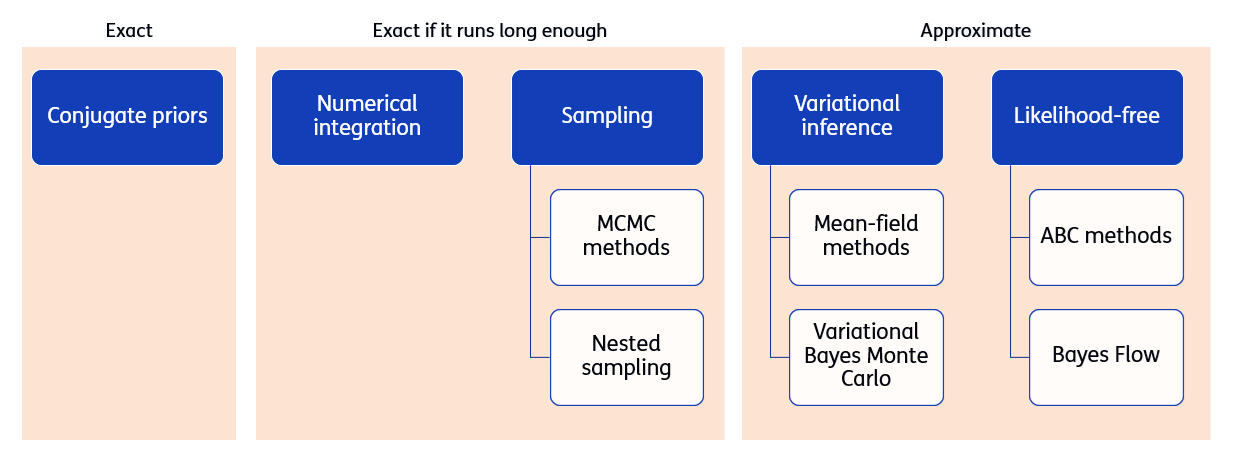 Exact
Conjugate priors
Exact if it runs long enough
Numerical
integration
Sampling
MCMC
methods
Nested
sampling
Approximate
Variational
inference
Mean-field
methods
Variational
Bayes Monte
Carlo
Likelihood-free
ABC methods
Bayes Flow